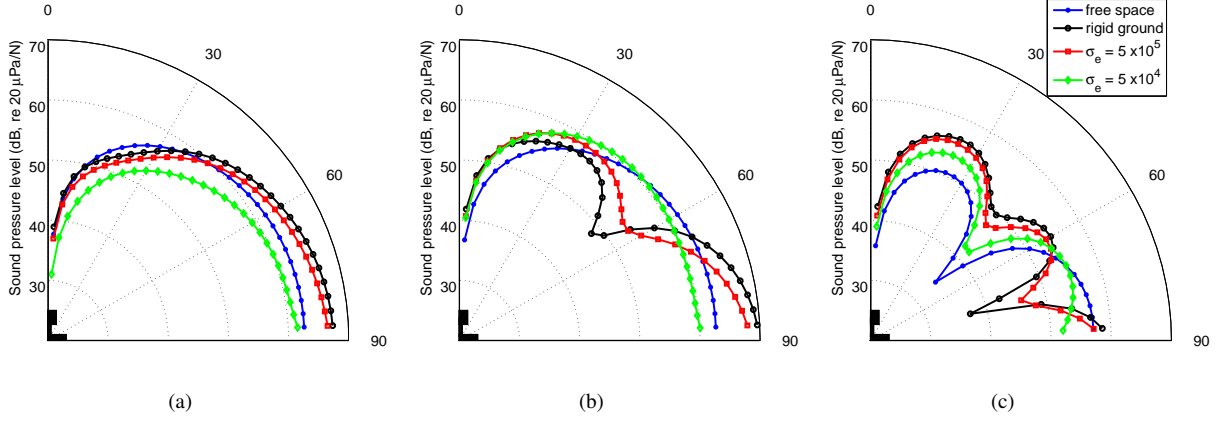 0
30
60
90
70
60
50
40
30
Sound pressure level (dB, re 20 μPa/N)
(a)
0
30
60
90
70
60
50
40
30
Sound pressure level (dB, re 20 μPa/N)
(b)
0
30
60
90
70
60
50
40
30
Sound pressure level (dB, re 20 μPa/N)
free space
rigid ground
σe = 5 x10^5
σe = 5 x10^4
(c)